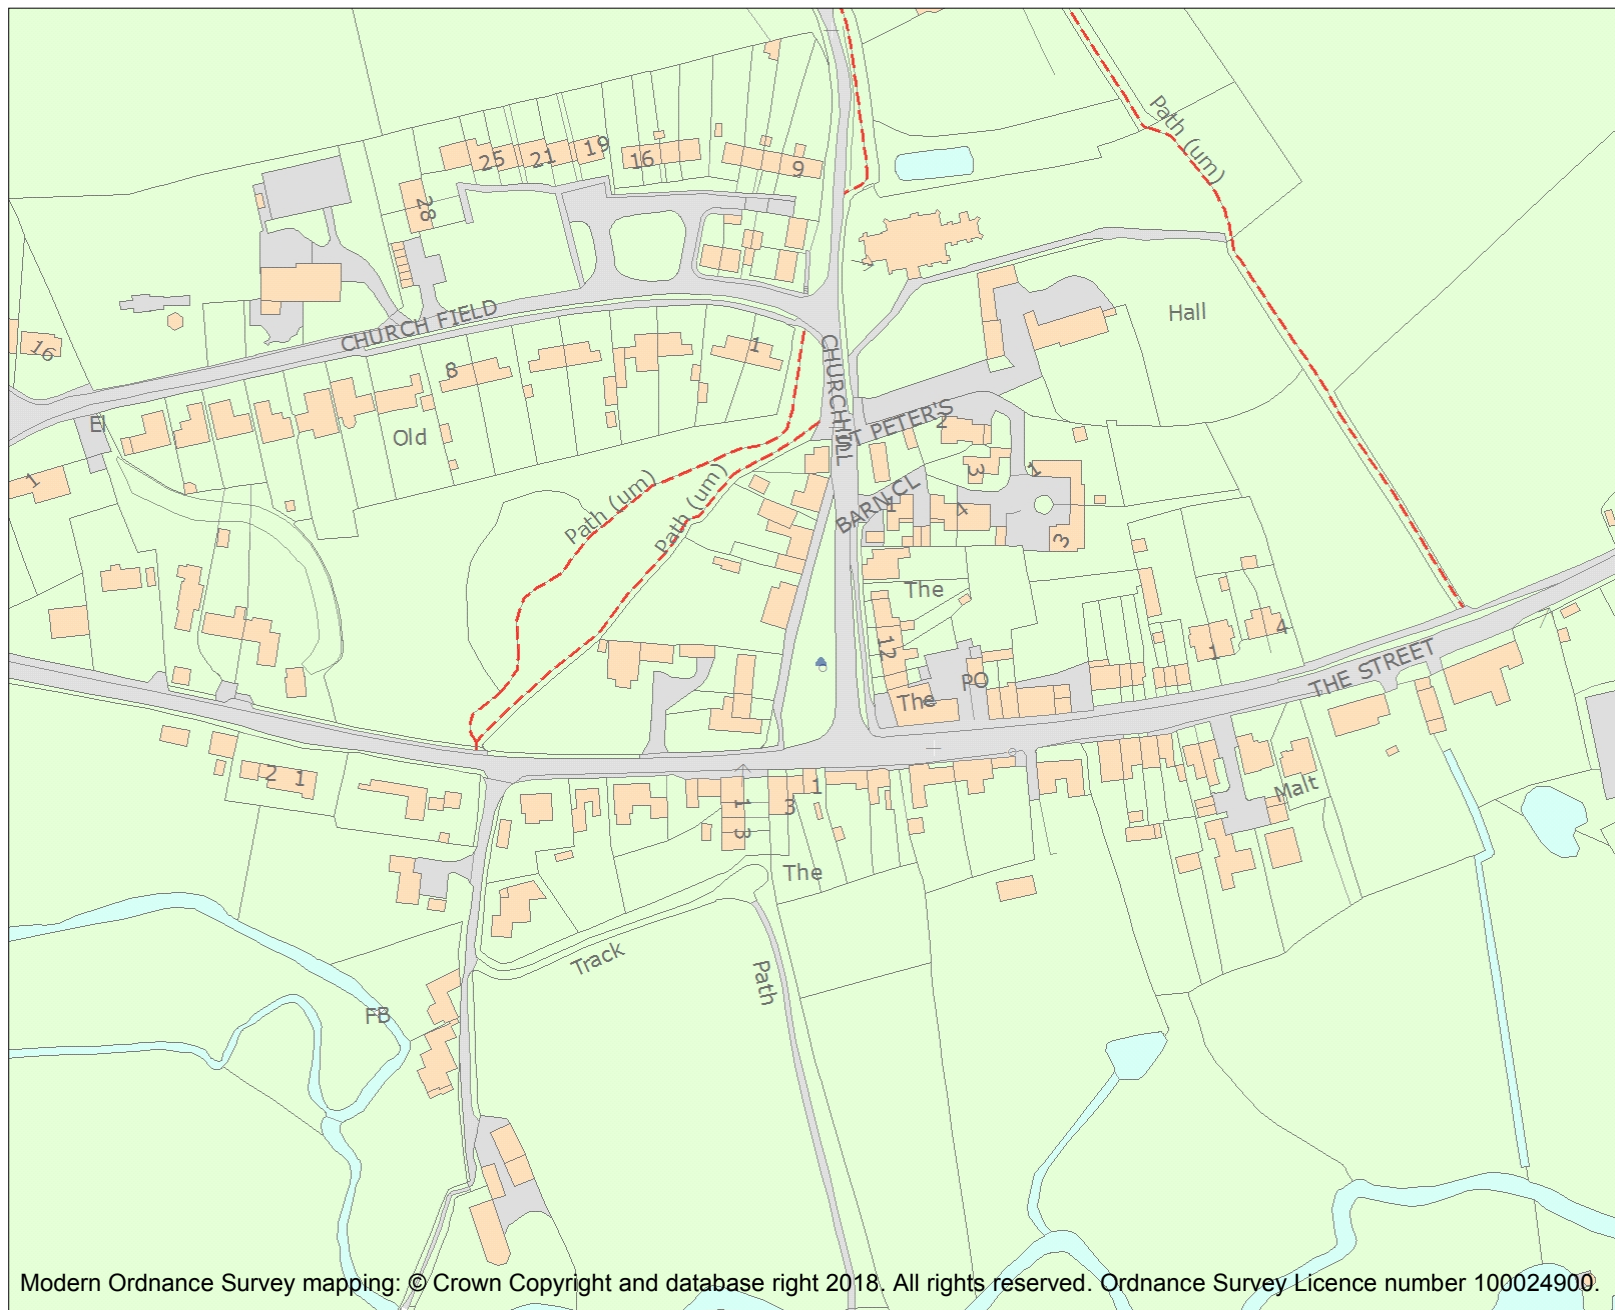 Path (um)
25
21
19
16
9
28
Hall
CHURCH FIELD
16
8
1
CHURCH HILL
ST PETER'S
2
El
Old
1
3
1
Path (um)
Path (um)
BARN CL
1
4
3
The
12
1
4
THE STREET
PO
The
2 1
1
3
3
1
Malt
The
Track
Path
FB
Modern Ordnance Survey mapping: © Crown Copyright and database right 2018. All rights reserved. Ordnance Survey Licence number 100024900.